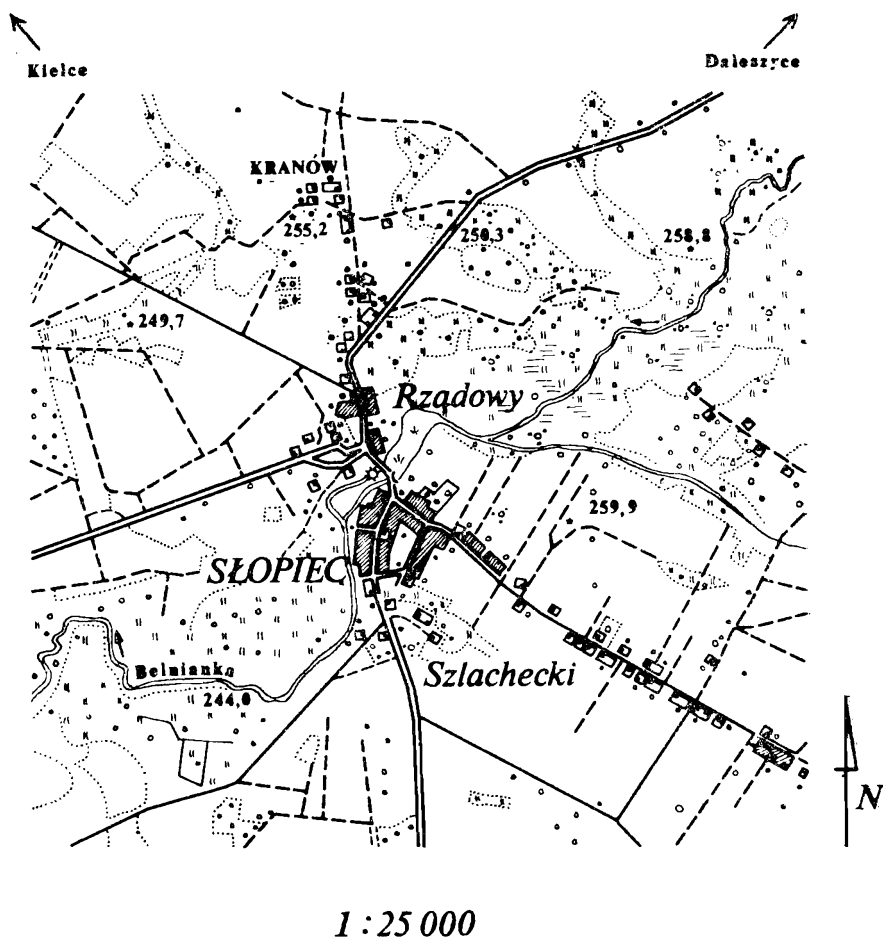 Kielce
Daleszyce
KRANÓW
255,2
250,3
258,8
249,7
Rządowy
259,9
SŁOPIEC
Belnianka
244,0
Szlachecki
N
1 : 25 000